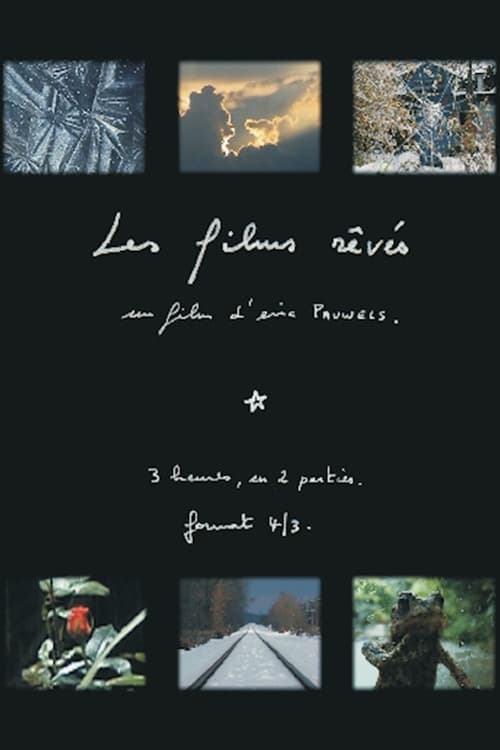 Les films rêvés
un film d'eric PAUWELS.
3 heures, en 2 parties.
format 4/3.